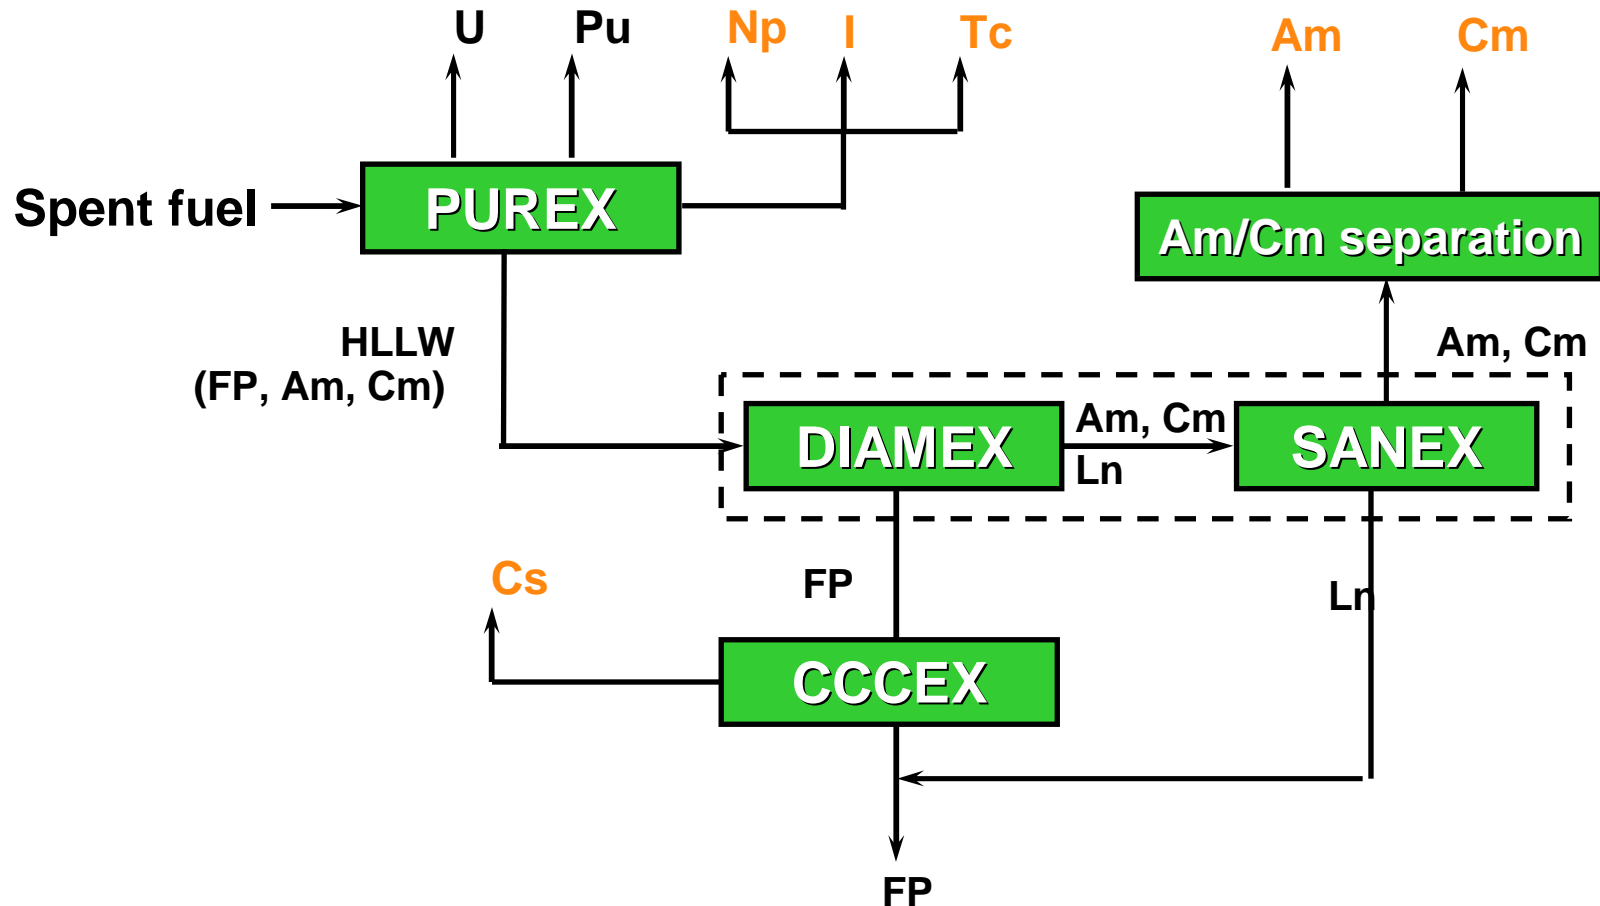 U
Pu
Np
I
Tc
Am
Cm
Spent fuel
PUREX
Am/Cm separation
HLLW
(FP, Am, Cm)
Am, Cm
DIAMEX
Am, Cm
Ln
SANEX
Cs
FP
Ln
CCCEX
FP